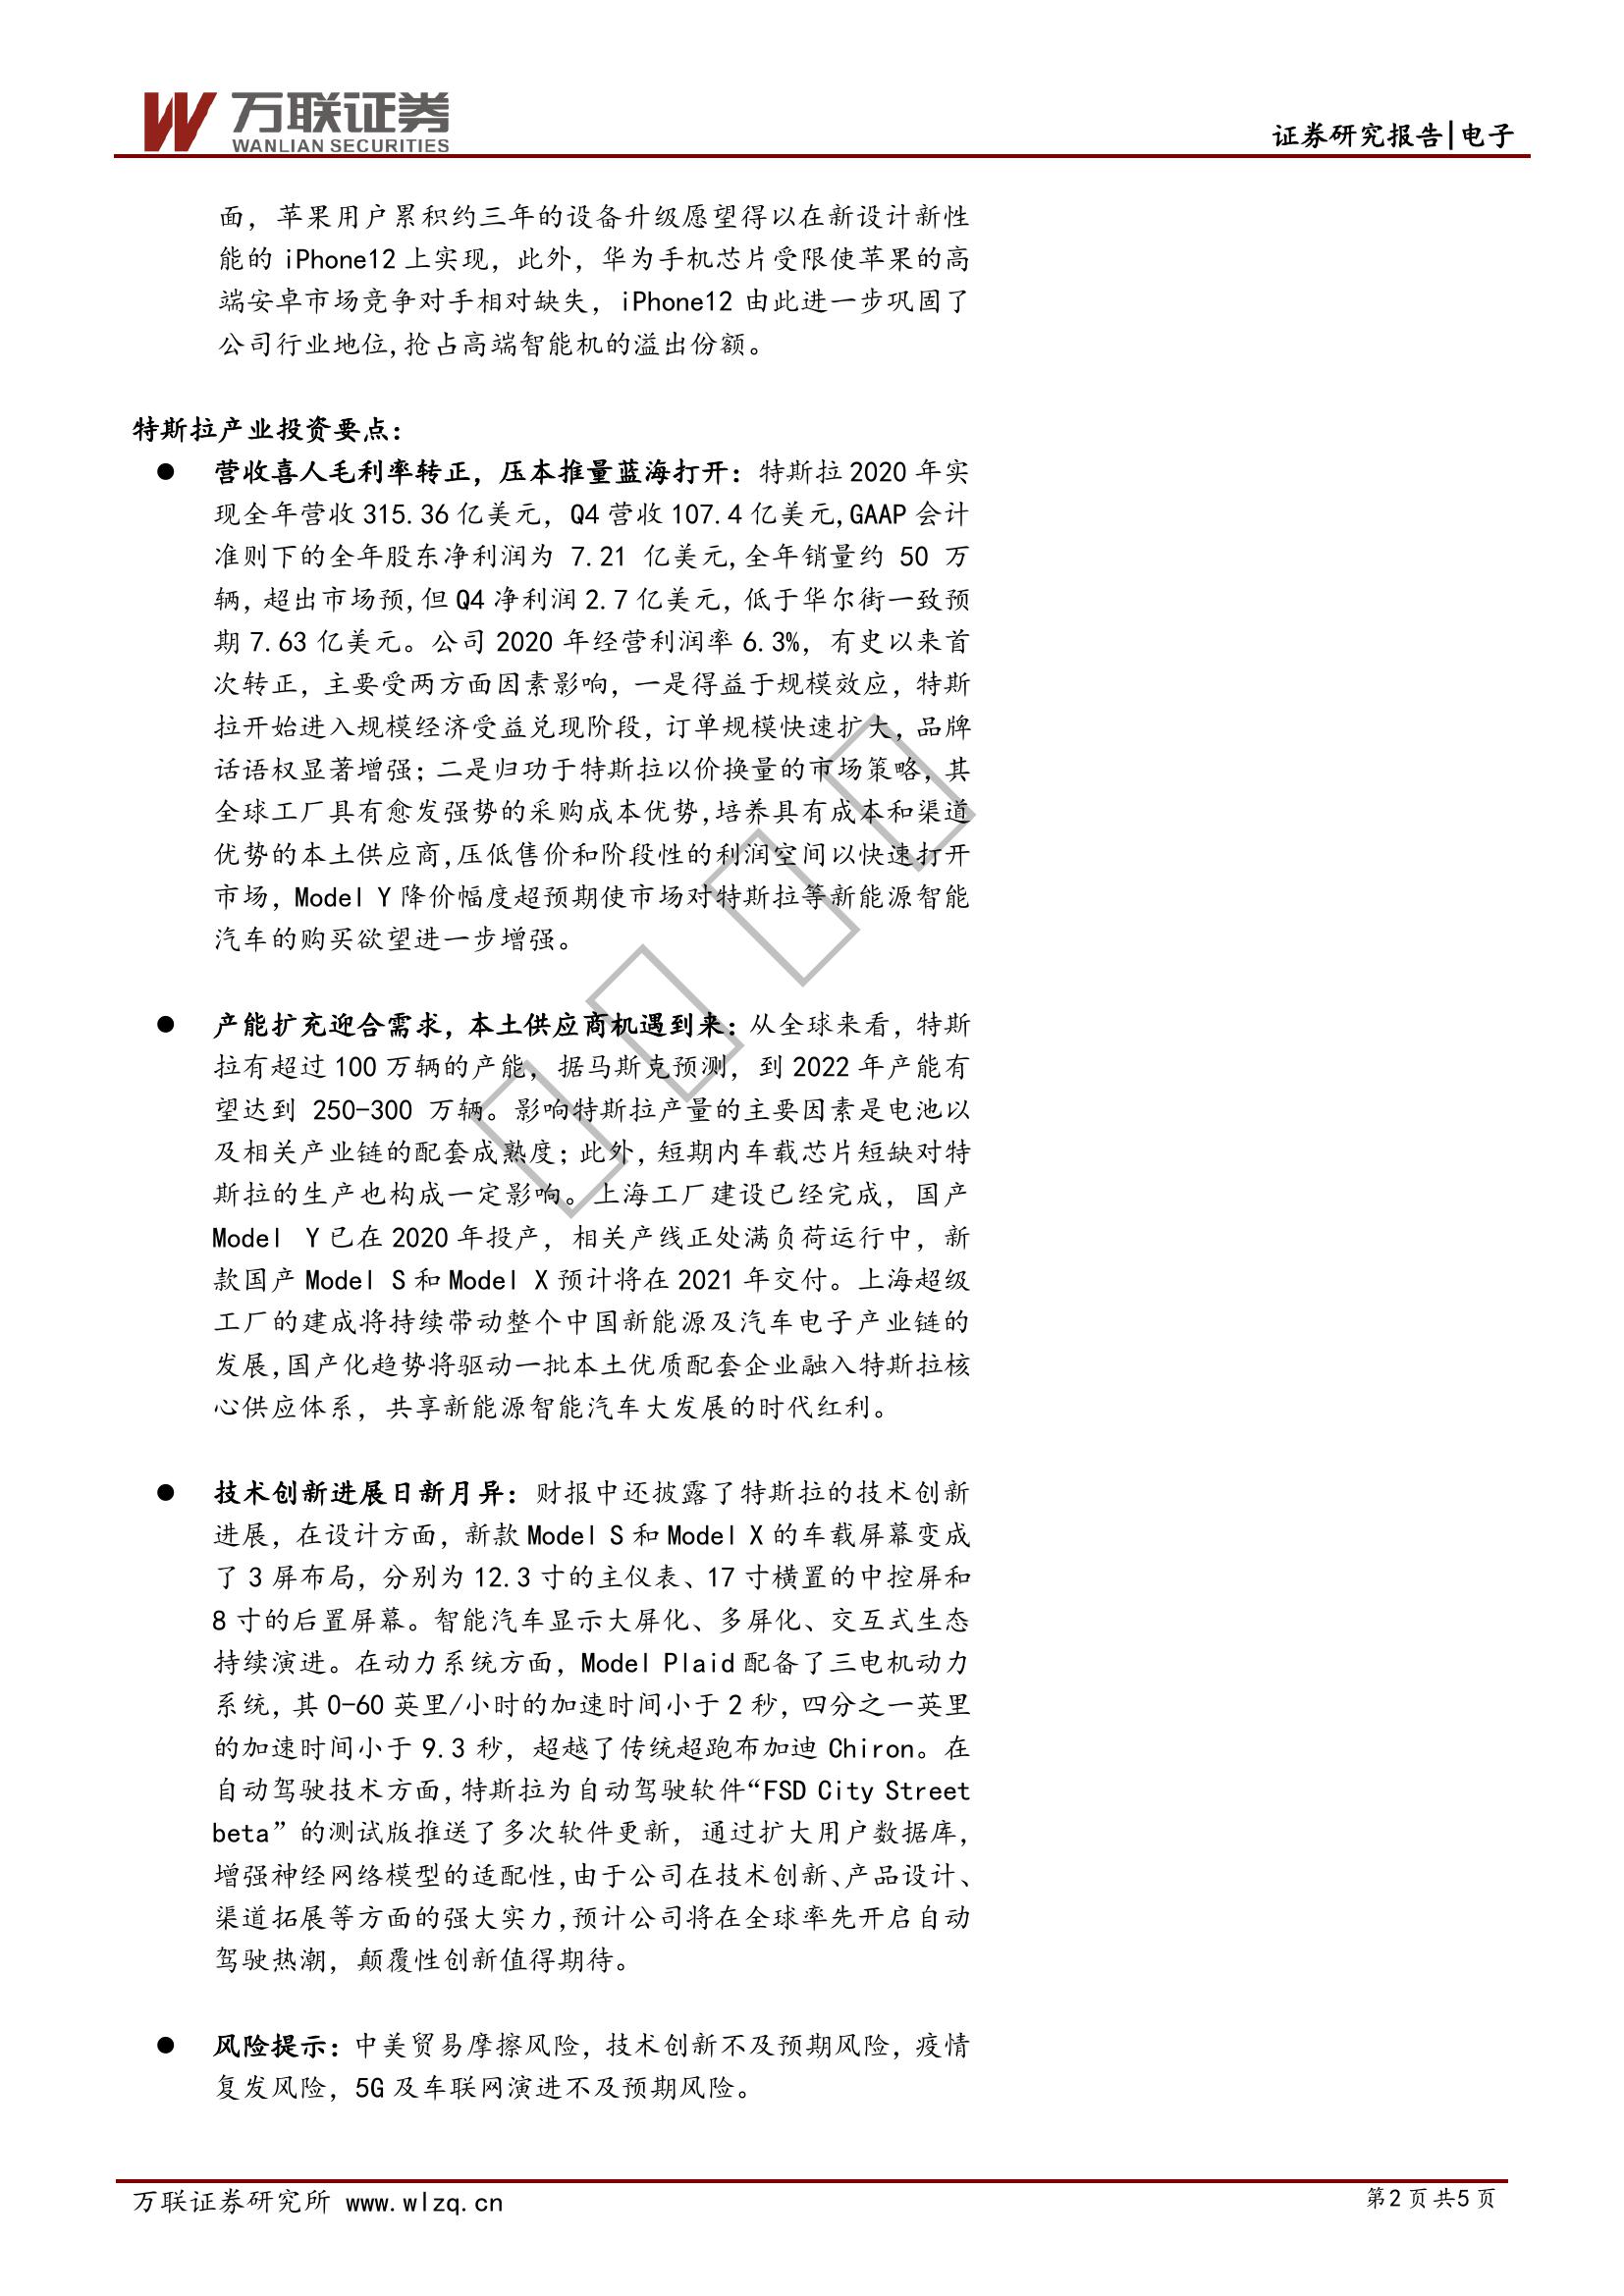 万联证券
WANLIAN SECURITIES
证券研究报告|电子
面，苹果用户累积约三年的设备升级愿望得以在新设计新性
能的 iPhone12 上实现，此外，华为手机芯片受限使苹果的高
端安卓市场竞争对手相对缺失，iPhone12 由此进一步巩固了
公司行业地位,抢占高端智能机的溢出份额。
特斯拉产业投资要点：
● 营收喜人毛利率转正，压本推量蓝海打开：特斯拉 2020 年实
现全年营收 315.36 亿美元，Q4 营收 107.4 亿美元,GAAP 会计
准则下的全年股东净利润为 7.21 亿美元,全年销量约 50 万
辆,超出市场预,但 Q4 净利润 2.7 亿美元,低于华尔街一致预
期 7.63 亿美元。公司 2020 年经营利润率 6.3%，有史以来首
次转正，主要受两方面因素影响，一是得益于规模效应，特斯
拉开始进入规模经济受益兑现阶段，订单规模快速扩大，品牌
话语权显著增强；二是归功于特斯拉以价换量的市场策略，其
全球工厂具有愈发强势的采购成本优势,培养具有成本和渠道
优势的本土供应商,压低售价和阶段性的利润空间以快速打开
市场，Model Y 降价幅度超预期使市场对特斯拉等新能源智能
汽车的购买欲望进一步增强。
● 产能扩充迎合需求，本土供应商机遇到来：从全球来看，特斯
拉有超过 100 万辆的产能，据马斯克预测，到 2022 年产能有
望达到 250-300 万辆。影响特斯拉产量的主要因素是电池以
及相关产业链的配套成熟度；此外，短期内车载芯片短缺对特
斯拉的生产也构成一定影响。上海工厂建设已经完成，国产
Model Y 已在 2020 年投产，相关产线正处满负荷运行中，新
款国产 Model S 和 Model X 预计将在 2021 年交付。上海超级
工厂的建成将持续带动整个中国新能源及汽车电子产业链的
发展,国产化趋势将驱动一批本土优质配套企业融入特斯拉核
心供应体系，共享新能源智能汽车大发展的时代红利。
● 技术创新进展日新月异：财报中还披露了特斯拉的技术创新
进展，在设计方面，新款 Model S 和 Model X 的车载屏幕变成
了 3 屏布局，分别为 12.3 寸的主仪表、17 寸横置的中控屏和
8 寸的后置屏幕。智能汽车显示大屏化、多屏化、交互式生态
持续演进。在动力系统方面，Model Plaid 配备了三电机动力
系统，其 0-60 英里/小时的加速时间小于 2 秒，四分之一英里
的加速时间小于 9.3 秒，超越了传统超跑布加迪 Chiron。在
自动驾驶技术方面,特斯拉为自动驾驶软件“FSD City Street
beta”的测试版推送了多次软件更新，通过扩大用户数据库，
增强神经网络模型的适配性,由于公司在技术创新、产品设计、
渠道拓展等方面的强大实力,预计公司将在全球率先开启自动
驾驶热潮，颠覆性创新值得期待。
● 风险提示：中美贸易摩擦风险，技术创新不及预期风险，疫情
复发风险，5G 及车联网演进不及预期风险。
万联证券研究所 www.wlzq.cn
第 2 页 共 5 页